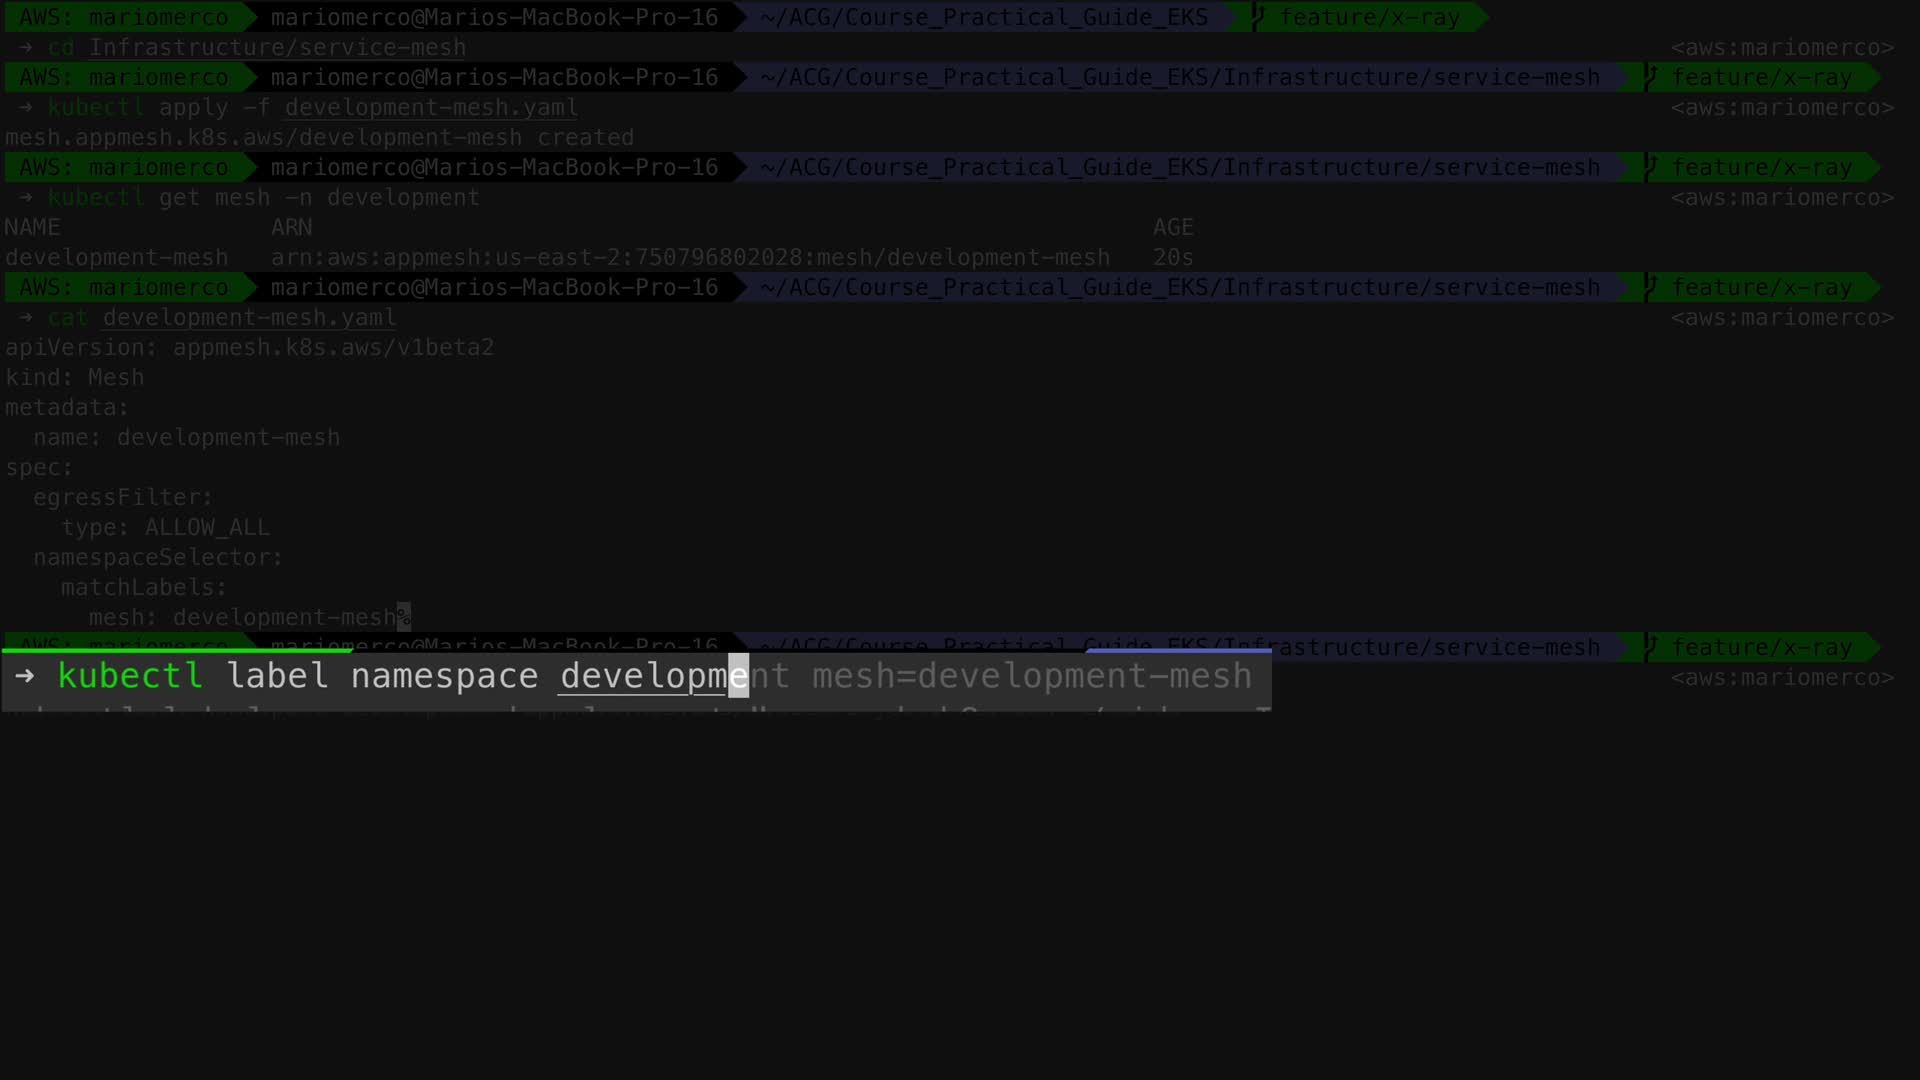 AWS: mariomerco mariomerco@Marios-MacBook-Pro-16 ~/ACG/Course_Practical_Guide_EKS feature/x-ray
→ cd Infrastructure/service-mesh <aws:mariomerco>
AWS: mariomerco mariomerco@Marios-MacBook-Pro-16 ~/ACG/Course_Practical_Guide_EKS/Infrastructure/service-mesh feature/x-ray
→ kubectl apply -f development-mesh.yaml <aws:mariomerco>
mesh.appmesh.k8s.aws/development-mesh created
AWS: mariomerco mariomerco@Marios-MacBook-Pro-16 ~/ACG/Course_Practical_Guide_EKS/Infrastructure/service-mesh feature/x-ray
→ kubectl get mesh -n development <aws:mariomerco>
NAME ARN AGE
development-mesh arn:aws:appmesh:us-east-2:750796802028:mesh/development-mesh 20s
AWS: mariomerco mariomerco@Marios-MacBook-Pro-16 ~/ACG/Course_Practical_Guide_EKS/Infrastructure/service-mesh feature/x-ray
→ cat development-mesh.yaml <aws:mariomerco>
apiVersion: appmesh.k8s.aws/v1beta2
kind: Mesh
metadata:
  name: development-mesh
spec:
  egressFilter:
    type: ALLOW_ALL
  namespaceSelector:
    matchLabels:
      mesh: development-mesh%
AWS: mariomerco mariomerco@Marios-MacBook-Pro-16 ~/ACG/Course_Practical_Guide_EKS/Infrastructure/service-mesh feature/x-ray
→ kubectl label namespace development mesh=development-mesh <aws:mariomerco>